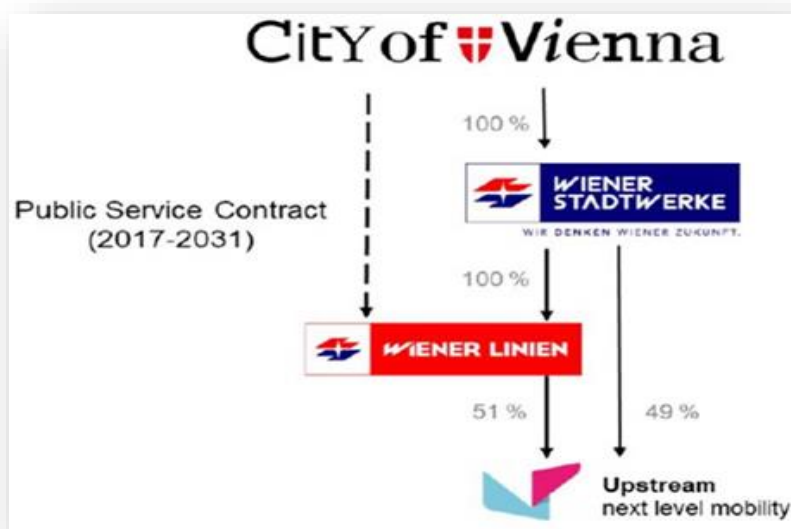 CitY of Vienna
100 %
WIENER
STADTWERKE
WIR DENKEN WIENER ZUKUNFT.
Public Service Contract
(2017-2031)
100 %
WIENER LINIEN
51 %
49 %
Upstream
next level mobility